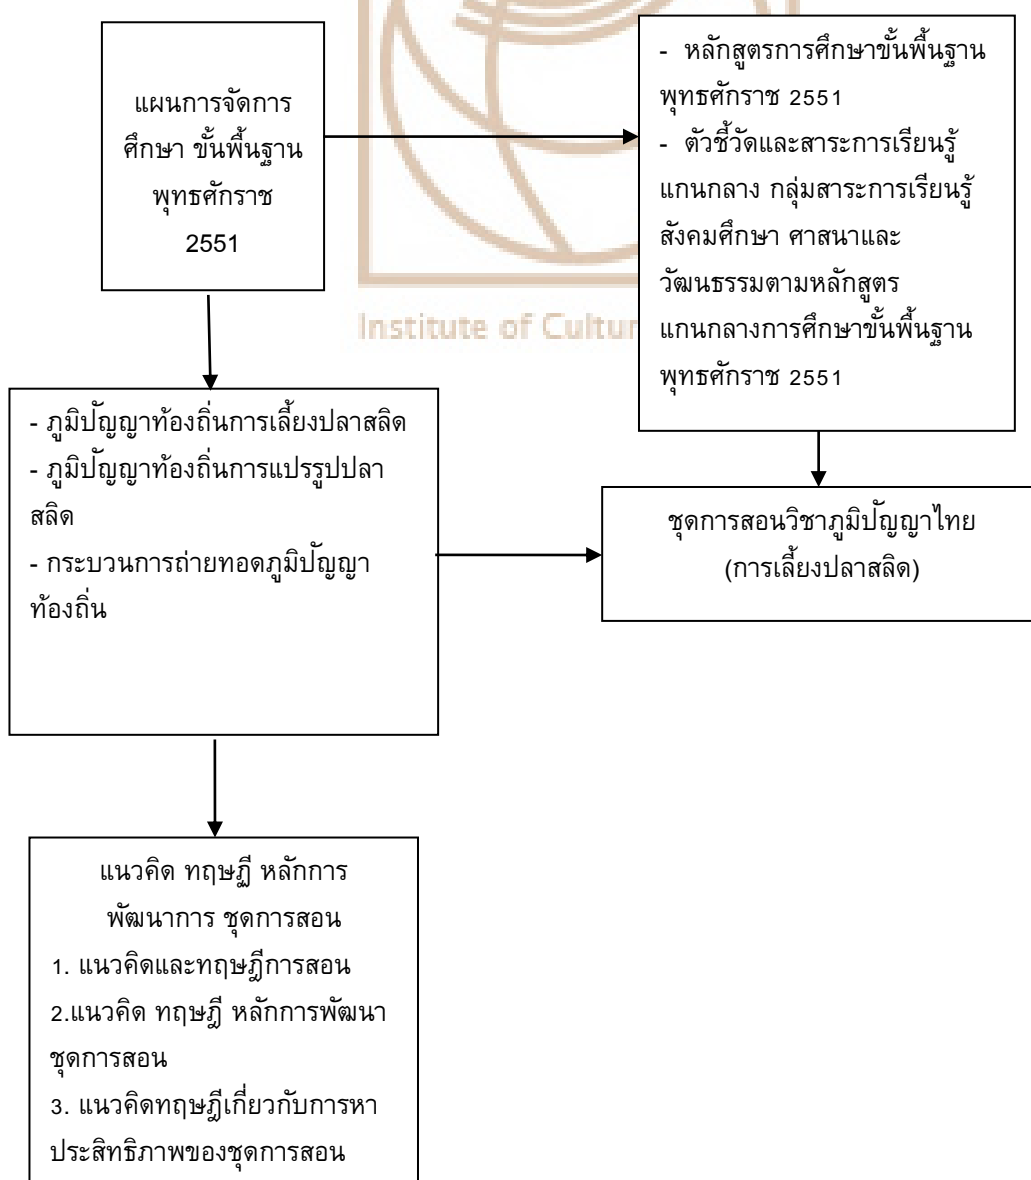 แผนการจัดการ
ศึกษา ขั้นพื้นฐาน
พุทธศักราช
2551
- หลักสูตรการศึกษาขั้นพื้นฐาน
พุทธศักราช 2551
- ตัวชี้วัดและสาระการเรียนรู้
แกนกลาง กลุ่มสาระการเรียนรู้
สังคมศึกษา ศาสนาและ
วัฒนธรรมตามหลักสูตร
แกนกลางการศึกษาขั้นพื้นฐาน
พุทธศักราช 2551
Institute of Cultur
- ภูมิปัญญาท้องถิ่นการเลี้ยงปลาสลิด
- ภูมิปัญญาท้องถิ่นการแปรรูปปลา
สลิด
- กระบวนการถ่ายทอดภูมิปัญญา
ท้องถิ่น
ชุดการสอนวิชาภูมิปัญญาไทย
(การเลี้ยงปลาสลิด)
แนวคิด ทฤษฏี หลักการ
พัฒนาการ ชุดการสอน
1. แนวคิดและทฤษฎีการสอน
2.แนวคิด ทฤษฎี หลักการพัฒนา
ชุดการสอน
3. แนวคิดทฤษฎีเกี่ยวกับการหา
ประสิทธิภาพของชุดการสอน